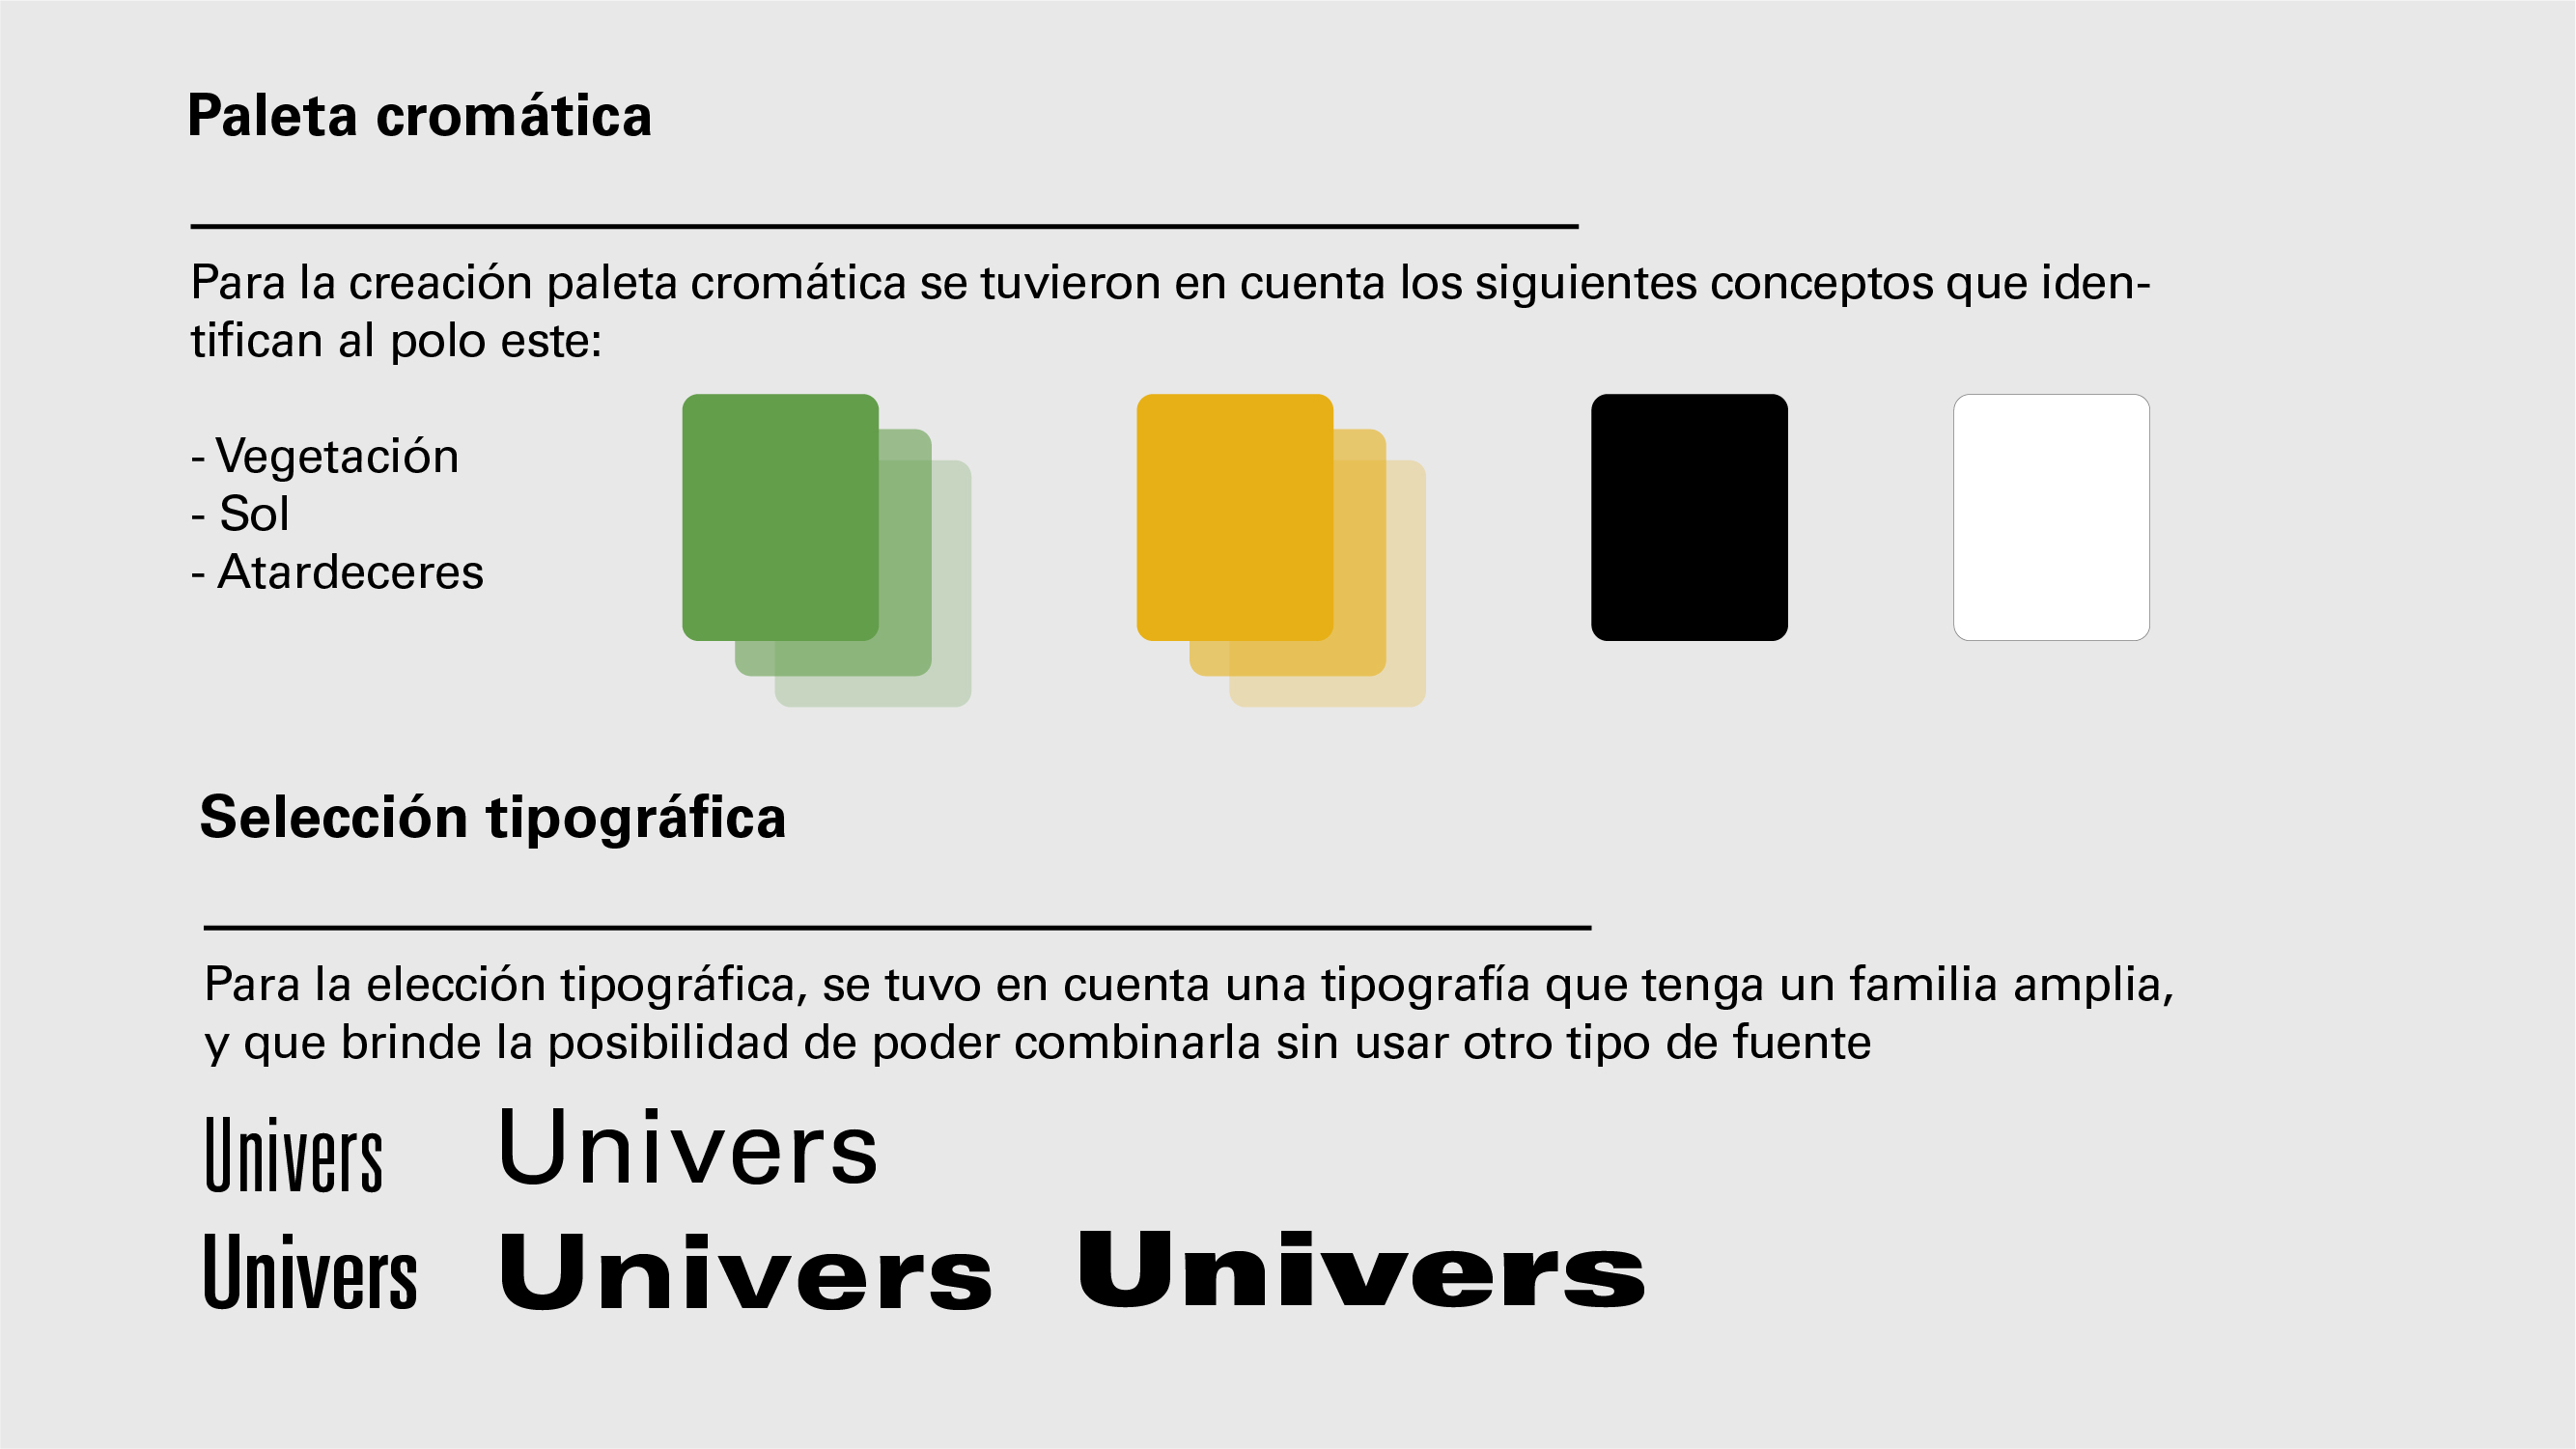 Paleta cromática
Para la creación paleta cromática se tuvieron en cuenta los siguientes conceptos que iden-
tifican al polo este:
- Vegetación
- Sol
- Atardeceres
Selección tipográfica
Para la elección tipográfica, se tuvo en cuenta una tipografía que tenga un familia amplia,
y que brinde la posibilidad de poder combinarla sin usar otro tipo de fuente
Univers Univers
Univers Univers Univers